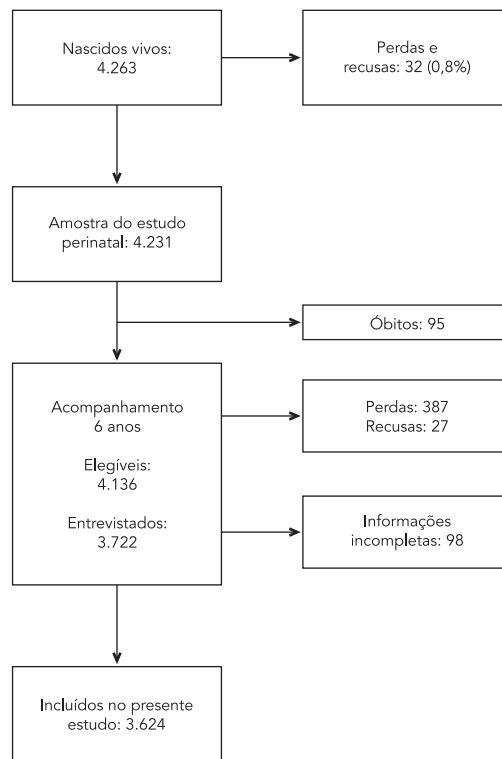 Nascidos vivos:
4.263
Perdas e
recusas: 32 (0,8%)
Amostra do estudo
perinatal: 4.231
Óbitos: 95
Acompanhamento
6 anos
Elegíveis:
4.136
Entrevistados:
3.722
Perdas: 387
Recusas: 27
Informações
incompletas: 98
Incluídos no presente
estudo: 3.624